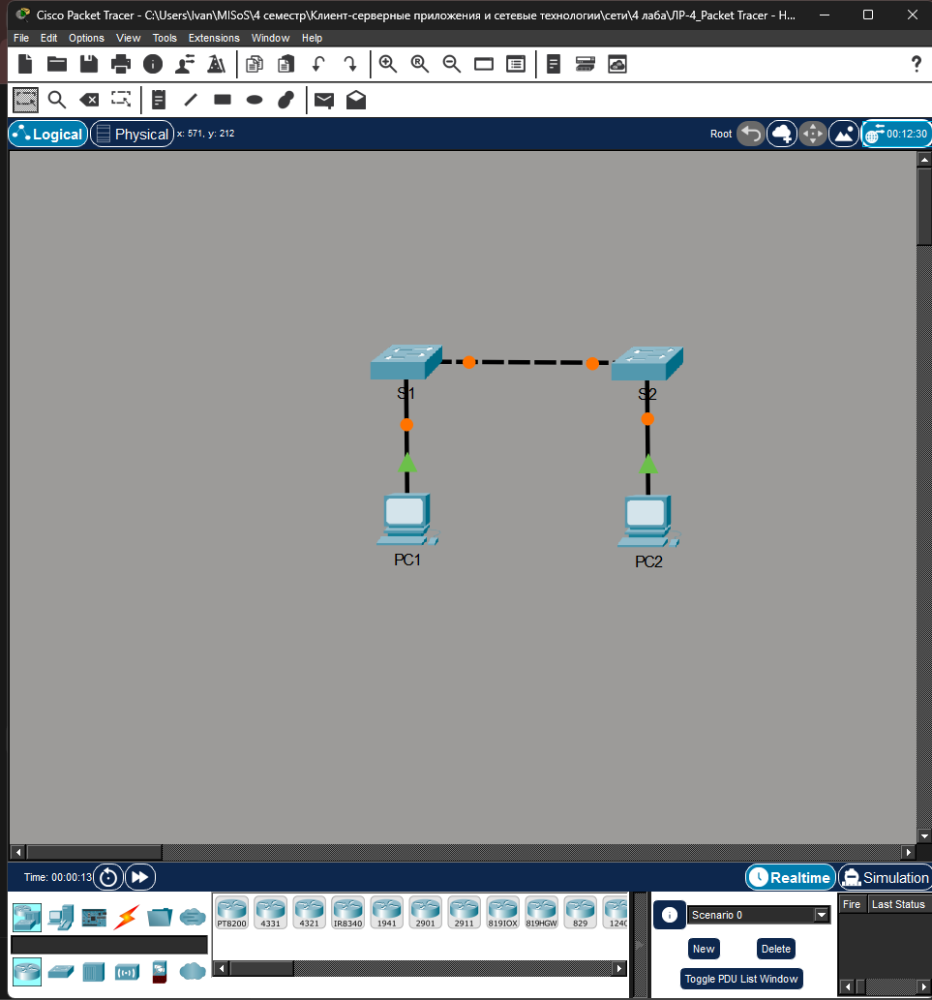 Cisco Packet Tracer - C:\Users\Ivan\MISoS\4 семестр\Клиент-серверные приложения и сетевые технологии\сети\4 лаба\ЛР-4_Packet Tracer - Н...
File Edit Options View Tools Extensions Window Help
?
Logical Physical x: 571, y: 212 Root 00:12:30
S1 S2
PC1 PC2
Time: 00:00:13 Realtime Simulation
PT8200 4331 4321 IR8340 1941 2901 2911 819IOX 819HGW 829 1240
Scenario 0 Fire Last Status
New Delete
Toggle PDU List Window